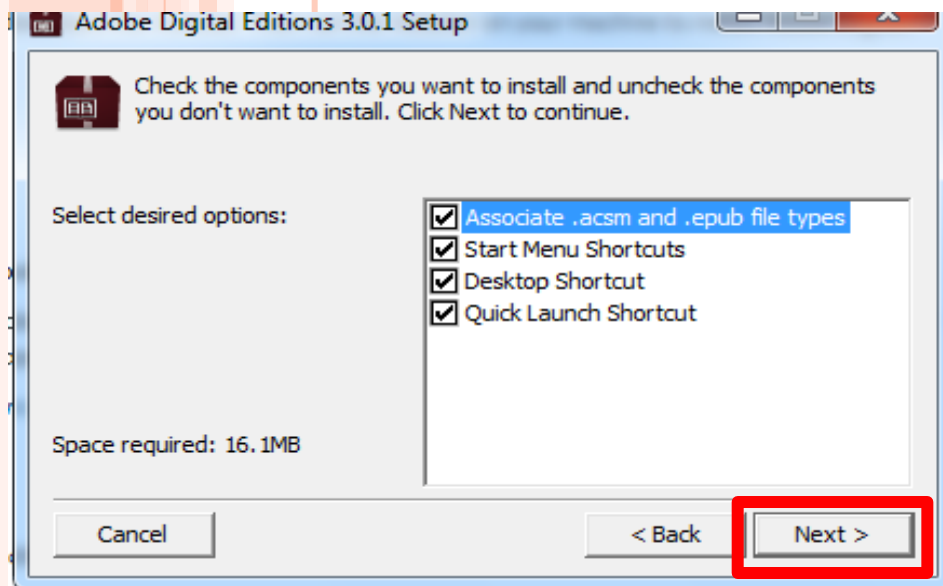 Adobe Digital Editions 3.0.1 Setup
Check the components you want to install and uncheck the components
you don't want to install. Click Next to continue.
Select desired options:
Associate .acsm and .epub file types
Start Menu Shortcuts
Desktop Shortcut
Quick Launch Shortcut
Space required: 16.1MB
Cancel
< Back
Next >